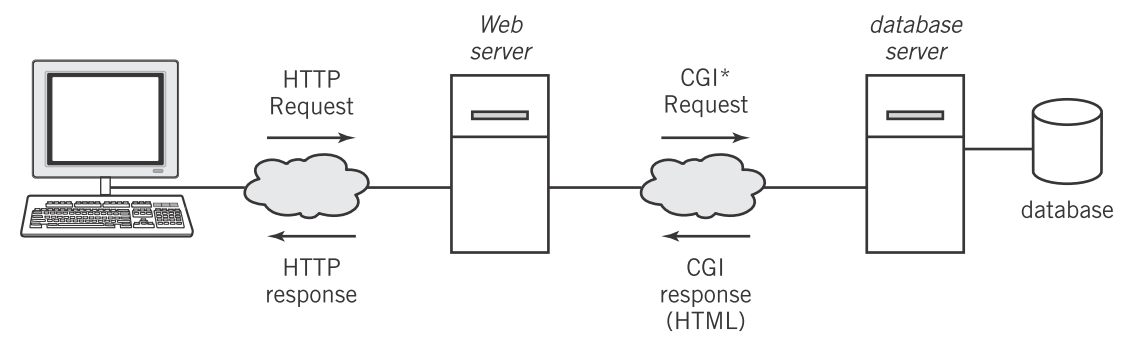 Web
server
database
server
HTTP
Request
CGI*
Request
database
HTTP
response
CGI
response
(HTML)